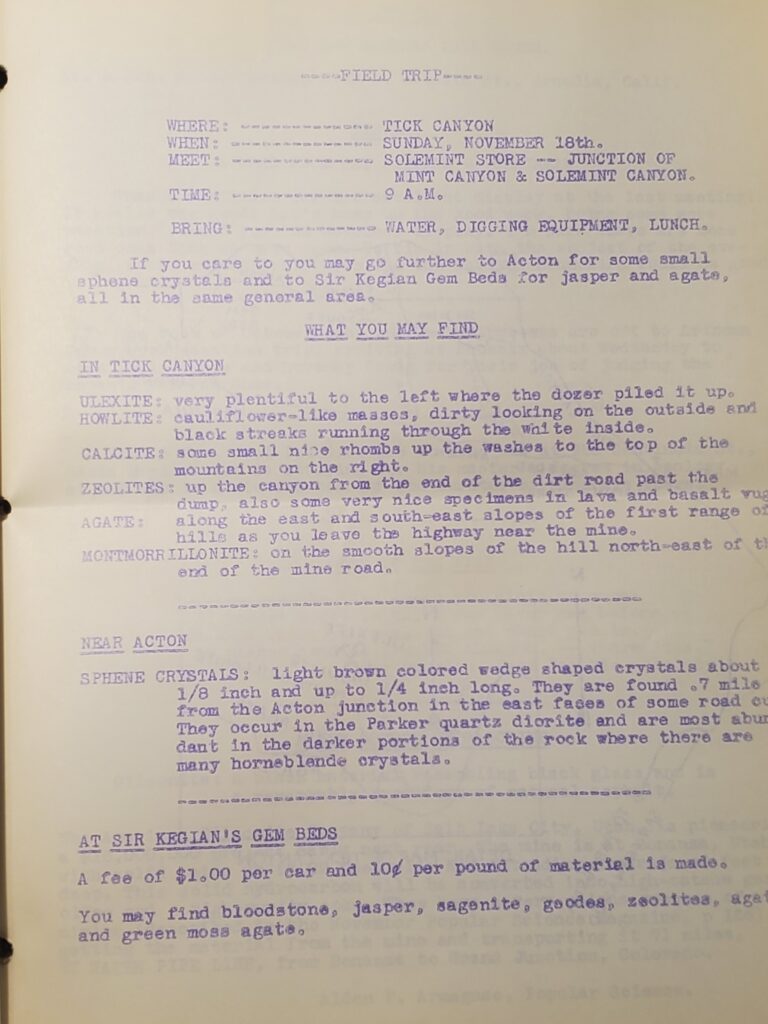 ----FIELD TRIP----
WHERE: ------------- TICK CANYON
WHEN: ------------- SUNDAY, NOVEMBER 18th.
MEET: ------------- SOLEMINT STORE -- JUNCTION OF
MINT CANYON & SOLEMINT CANYON.
TIME: ------------- 9 A.M.
BRING: ------------ WATER, DIGGING EQUIPMENT, LUNCH.
If you care to you may go further to Acton for some small
sphene crystals and to Sir Kegian Gem Beds for jasper and agate,
all in the same general area.
WHAT YOU MAY FIND
IN TICK CANYON
ULEXITE: very plentiful to the left where the dozer piled it up.
HOWLITE: cauliflower-like masses, dirty looking on the outside and
black streaks running through the white inside.
CALCITE: some small nice rhombs up the washes to the top of the
mountains on the right.
ZEOLITES: up the canyon from the end of the dirt road past the
dump, also some very nice specimens in lava and basalt vug
AGATE: along the east and south-east slopes of the first range of
hills as you leave the highway near the mine.
MONTMORRILLONITE: on the smooth slopes of the hill north-east of th
end of the mine road.
----------------------------------------
NEAR ACTON
SPHENE CRYSTALS: light brown colored wedge shaped crystals about
1/8 inch and up to 1/4 inch long. They are found .7 mile
from the Acton junction in the east faces of some road cu
They occur in the Parker quartz diorite and are most abun
dant in the darker portions of the rock where there are
many horneblende crystals.
----------------------------------------
AT SIR KEGIAN'S GEM BEDS
A fee of $1.00 per car and 10¢ per pound of material is made.
You may find bloodstone, jasper, sagenite, geodes, zeolites, agat
and green moss agate.